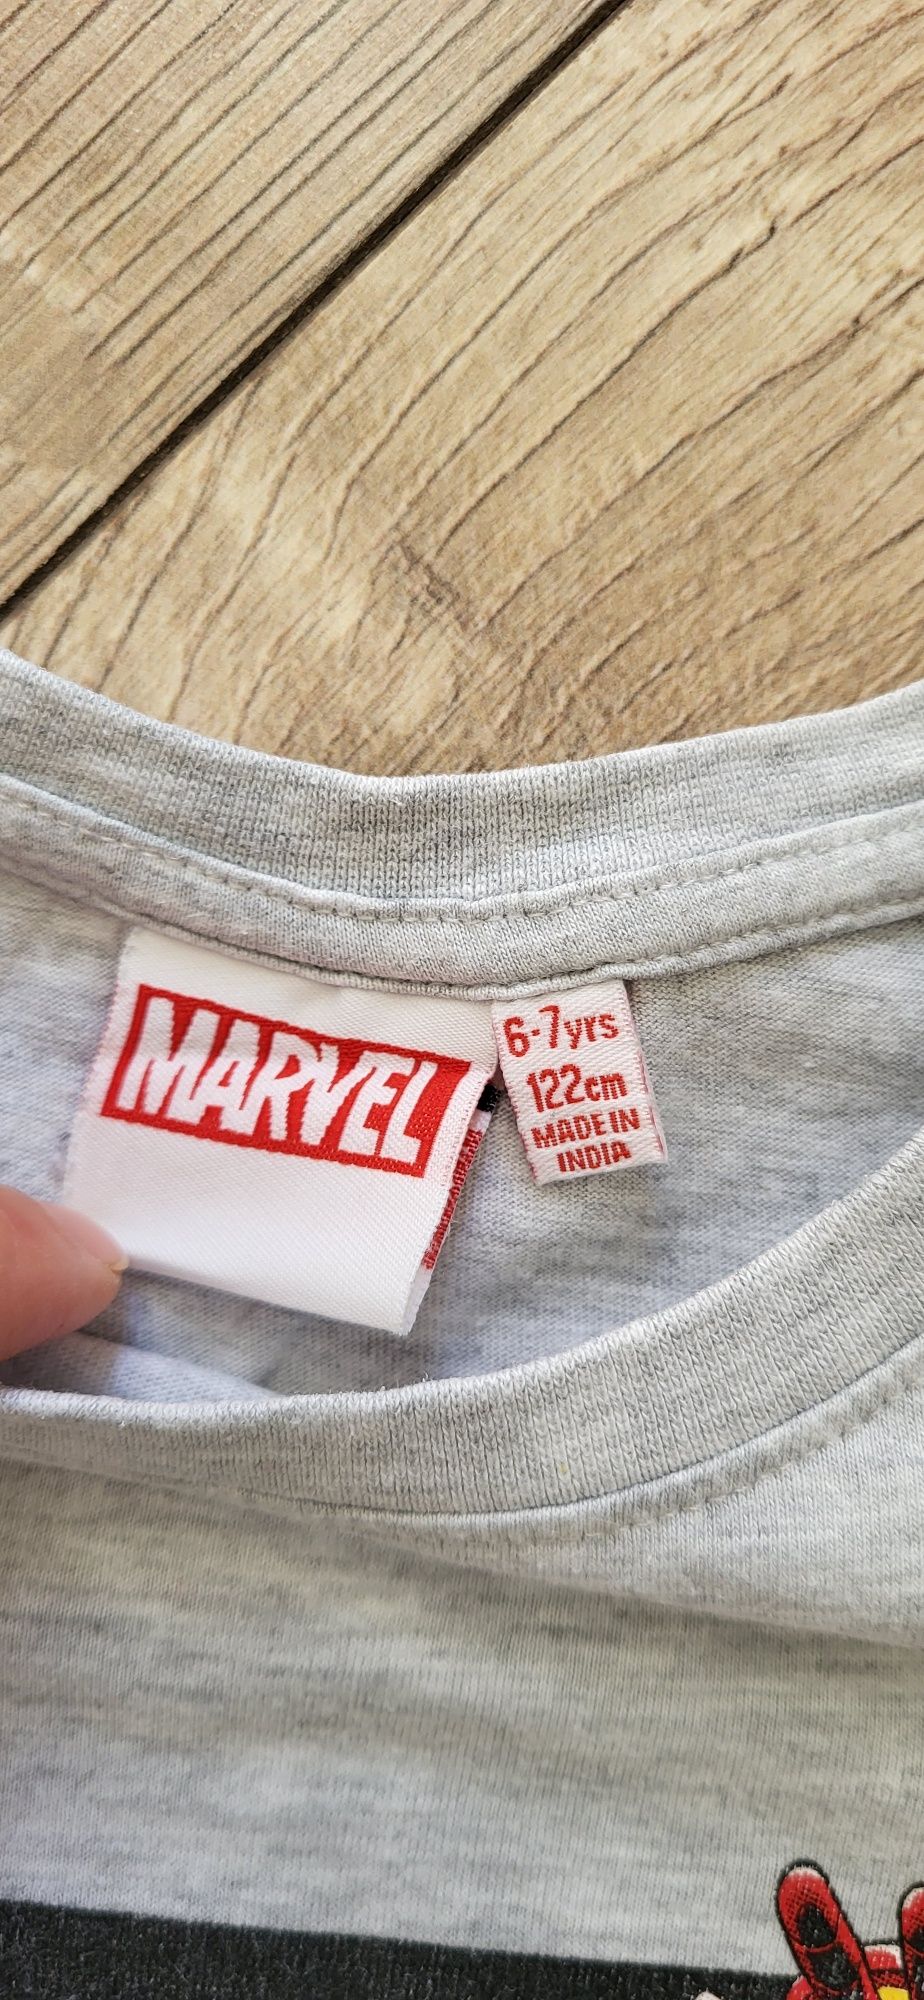 MARVEL
6-7yrs
122cm
MADE IN
INDIA